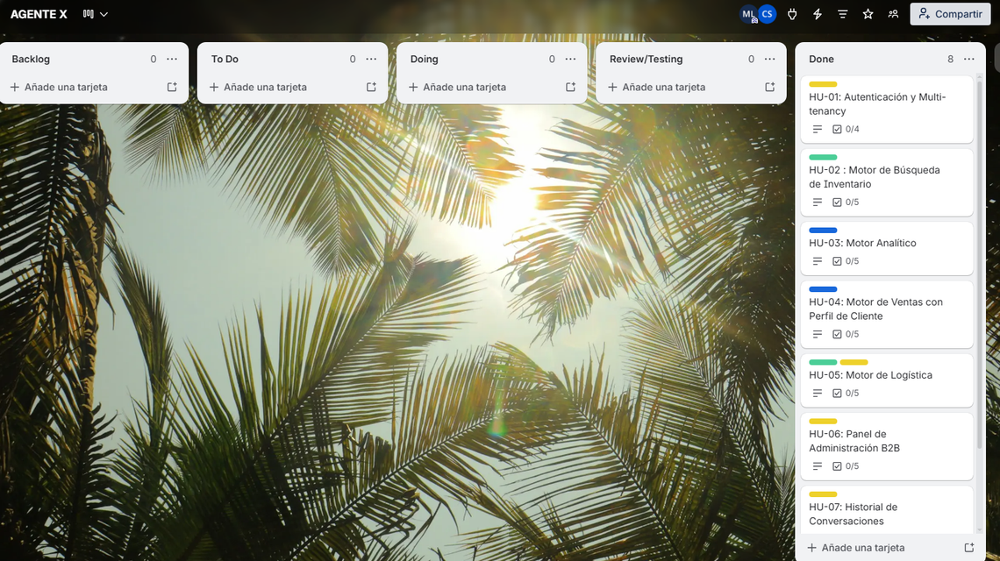 AGENTE X
ML CS Compartir
Backlog 0
Añade una tarjeta
To Do 0
Añade una tarjeta
Doing 0
Añade una tarjeta
Review/Testing 0
Añade una tarjeta
Done 8
HU-01: Autenticación y Multi-
tenancy
0/4
HU-02 : Motor de Búsqueda
de Inventario
0/5
HU-03: Motor Analítico
0/5
HU-04: Motor de Ventas con
Perfil de Cliente
0/5
HU-05: Motor de Logística
0/5
HU-06: Panel de
Administración B2B
0/5
HU-07: Historial de
Conversaciones
Añade una tarjeta